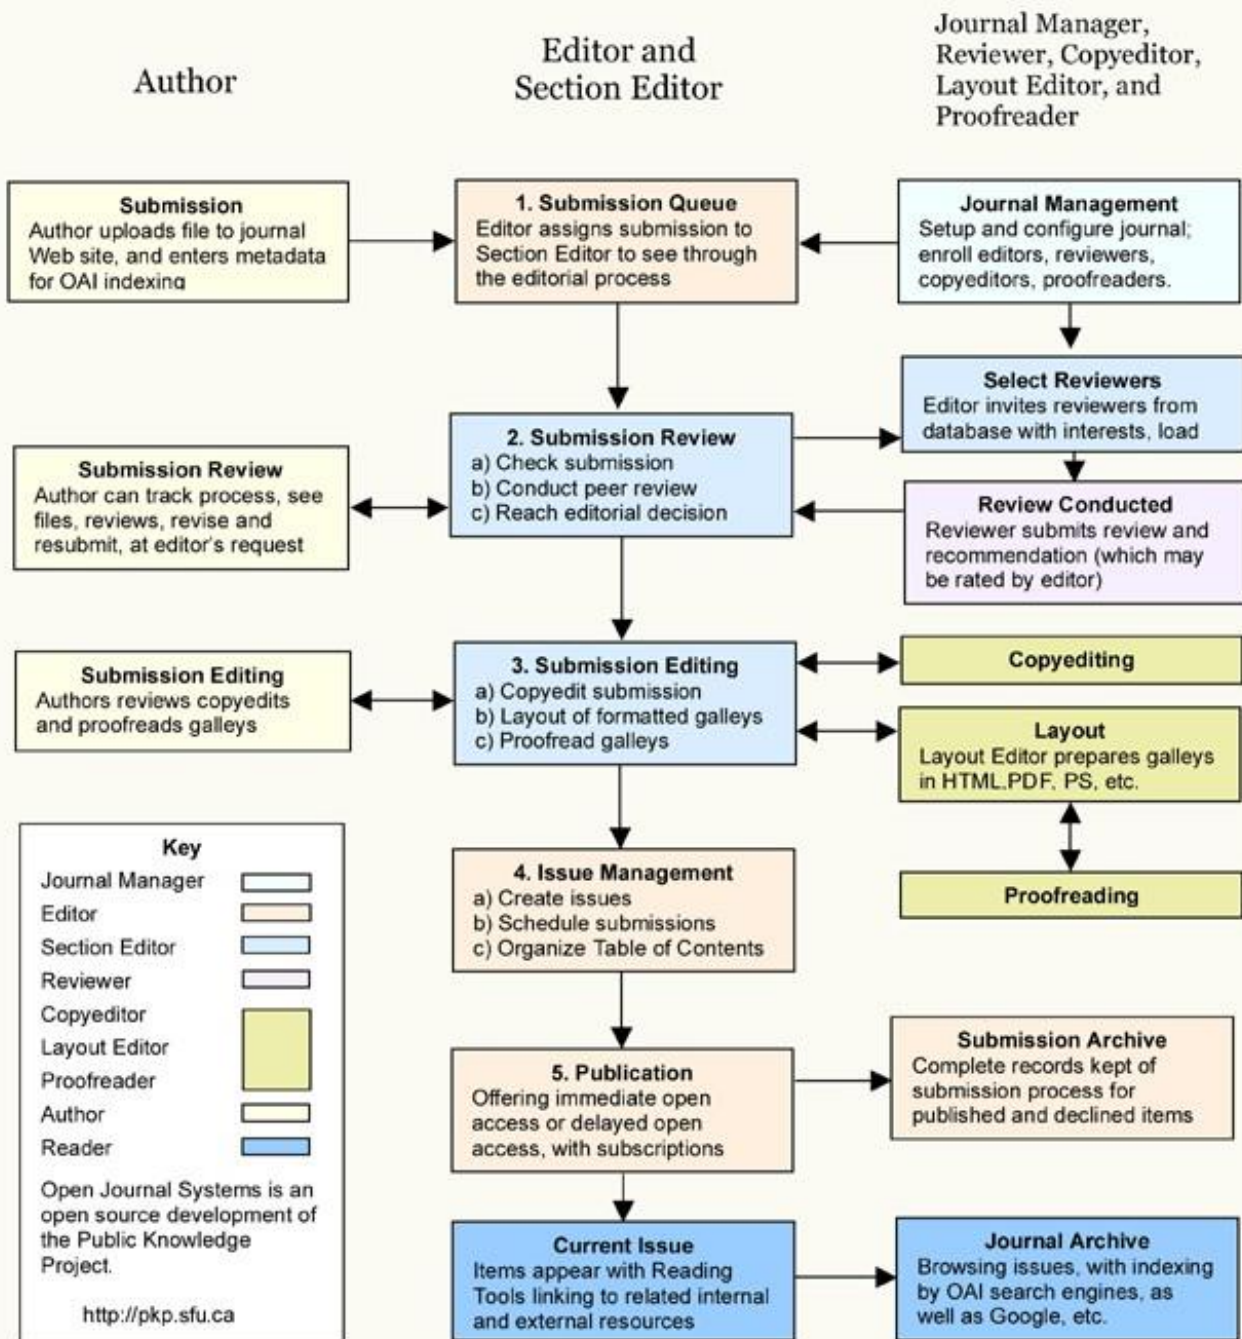 Author
Editor and
Section Editor
Journal Manager,
Reviewer, Copyeditor,
Layout Editor, and
Proofreader
Submission
Author uploads file to journal
Web site, and enters metadata
for OAI indexing
1. Submission Queue
Editor assigns submission to
Section Editor to see through
the editorial process
Journal Management
Setup and configure journal;
enroll editors, reviewers,
copyeditors, proofreaders.
Select Reviewers
Editor invites reviewers from
database with interests, load
Submission Review
Author can track process, see
files, reviews, revise and
resubmit, at editor's request
2. Submission Review
a) Check submission
b) Conduct peer review
c) Reach editorial decision
Review Conducted
Reviewer submits review and
recommendation (which may
be rated by editor)
Submission Editing
Authors reviews copyedits
and proofreads galleys
3. Submission Editing
a) Copyedit submission
b) Layout of formatted galleys
c) Proofread galleys
Copyediting
Layout
Layout Editor prepares galleys
in HTML.PDF, PS, etc.
Proofreading
Key
Journal Manager
Editor
Section Editor
Reviewer
Copyeditor
Layout Editor
Proofreader
Author
Reader
Open Journal Systems is an
open source development of
the Public Knowledge
Project.
http://pkp.sfu.ca
4. Issue Management
a) Create issues
b) Schedule submissions
c) Organize Table of Contents
5. Publication
Offering immediate open
access or delayed open
access, with subscriptions
Submission Archive
Complete records kept of
submission process for
published and declined items
Current Issue
Items appear with Reading
Tools linking to related internal
and external resources
Journal Archive
Browsing issues, with indexing
by OAI search engines, as
well as Google, etc.